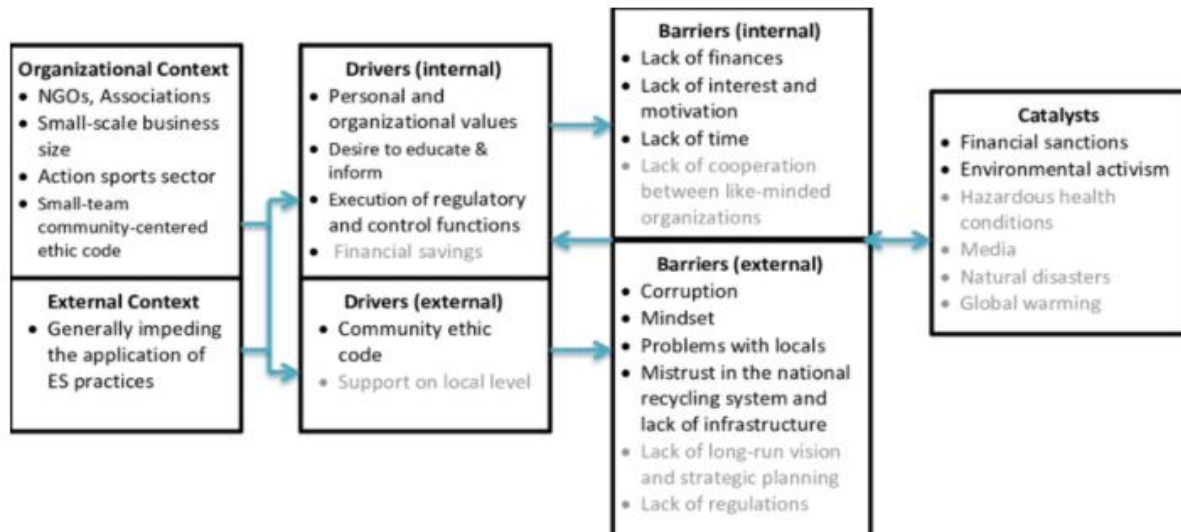 Organizational Context
• NGOs, Associations
• Small-scale business
size
• Action sports sector
• Small-team
community-centered
ethic code
External Context
• Generally impeding
the application of
ES practices
Drivers (internal)
• Personal and
organizational values
• Desire to educate &
inform
• Execution of regulatory
and control functions
• Financial savings
Drivers (external)
• Community ethic
code
• Support on local level
Barriers (internal)
• Lack of finances
• Lack of interest and
motivation
• Lack of time
• Lack of cooperation
between like-minded
organizations
Barriers (external)
• Corruption
• Mindset
• Problems with locals
• Mistrust in the national
recycling system and
lack of infrastructure
• Lack of long-run vision
and strategic planning
• Lack of regulations
Catalysts
• Financial sanctions
• Environmental activism
• Hazardous health
conditions
• Media
• Natural disasters
• Global warming